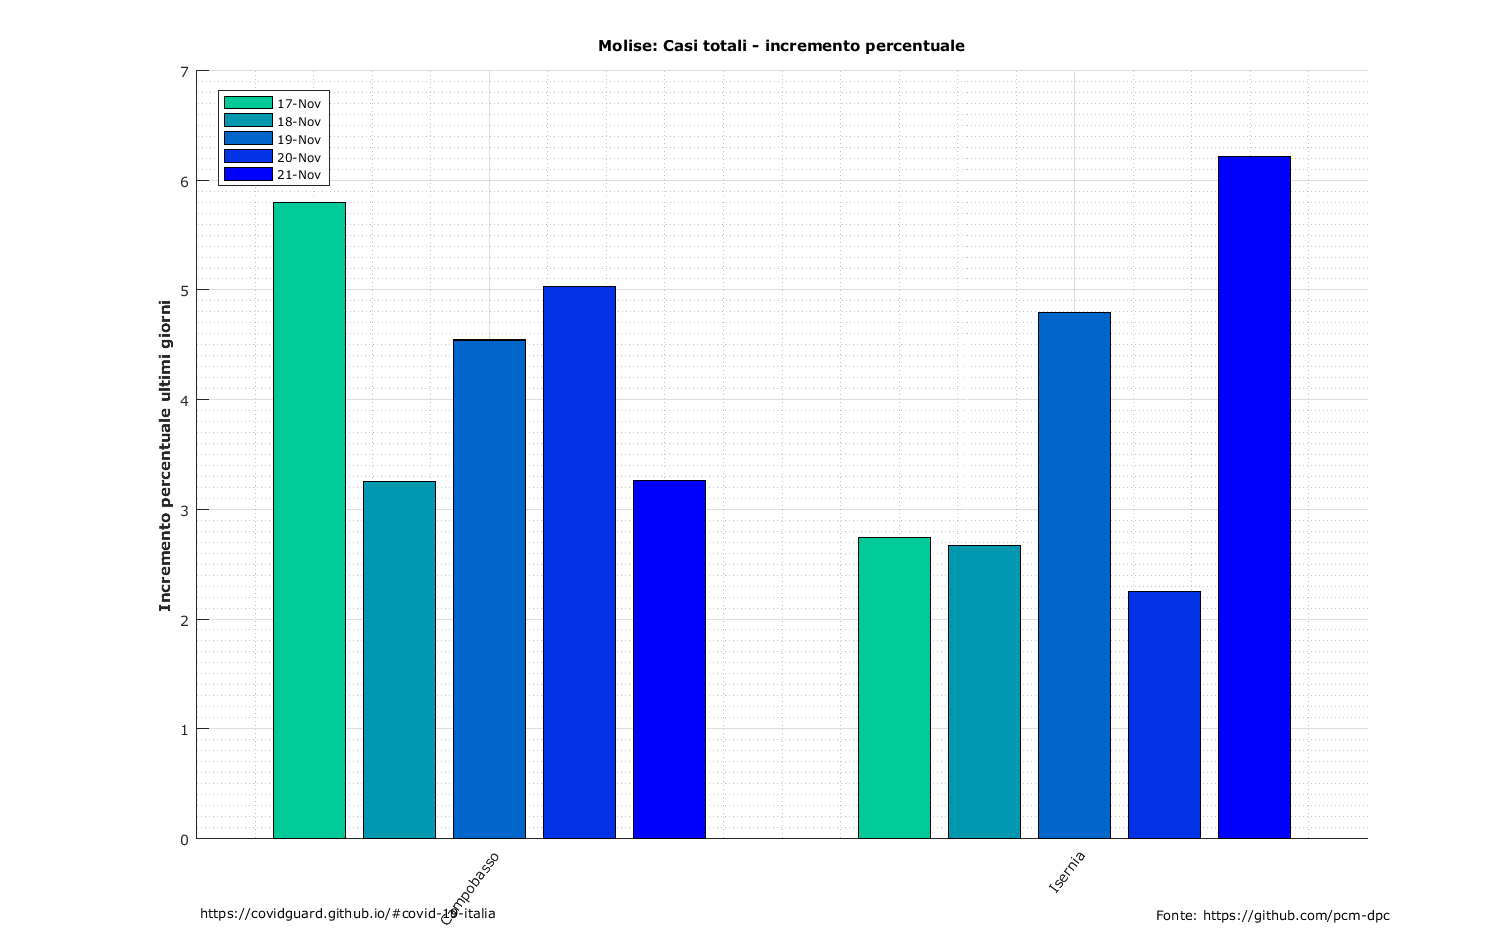 Molise: Casi totali - incremento percentuale
Incremento percentuale ultimi giorni
7
6
5
4
3
2
1
0
17-Nov
18-Nov
19-Nov
20-Nov
21-Nov
Campobasso
Isernia
https://covidguard.github.io/#covid-19-italia
Fonte: https://github.com/pcm-dpc